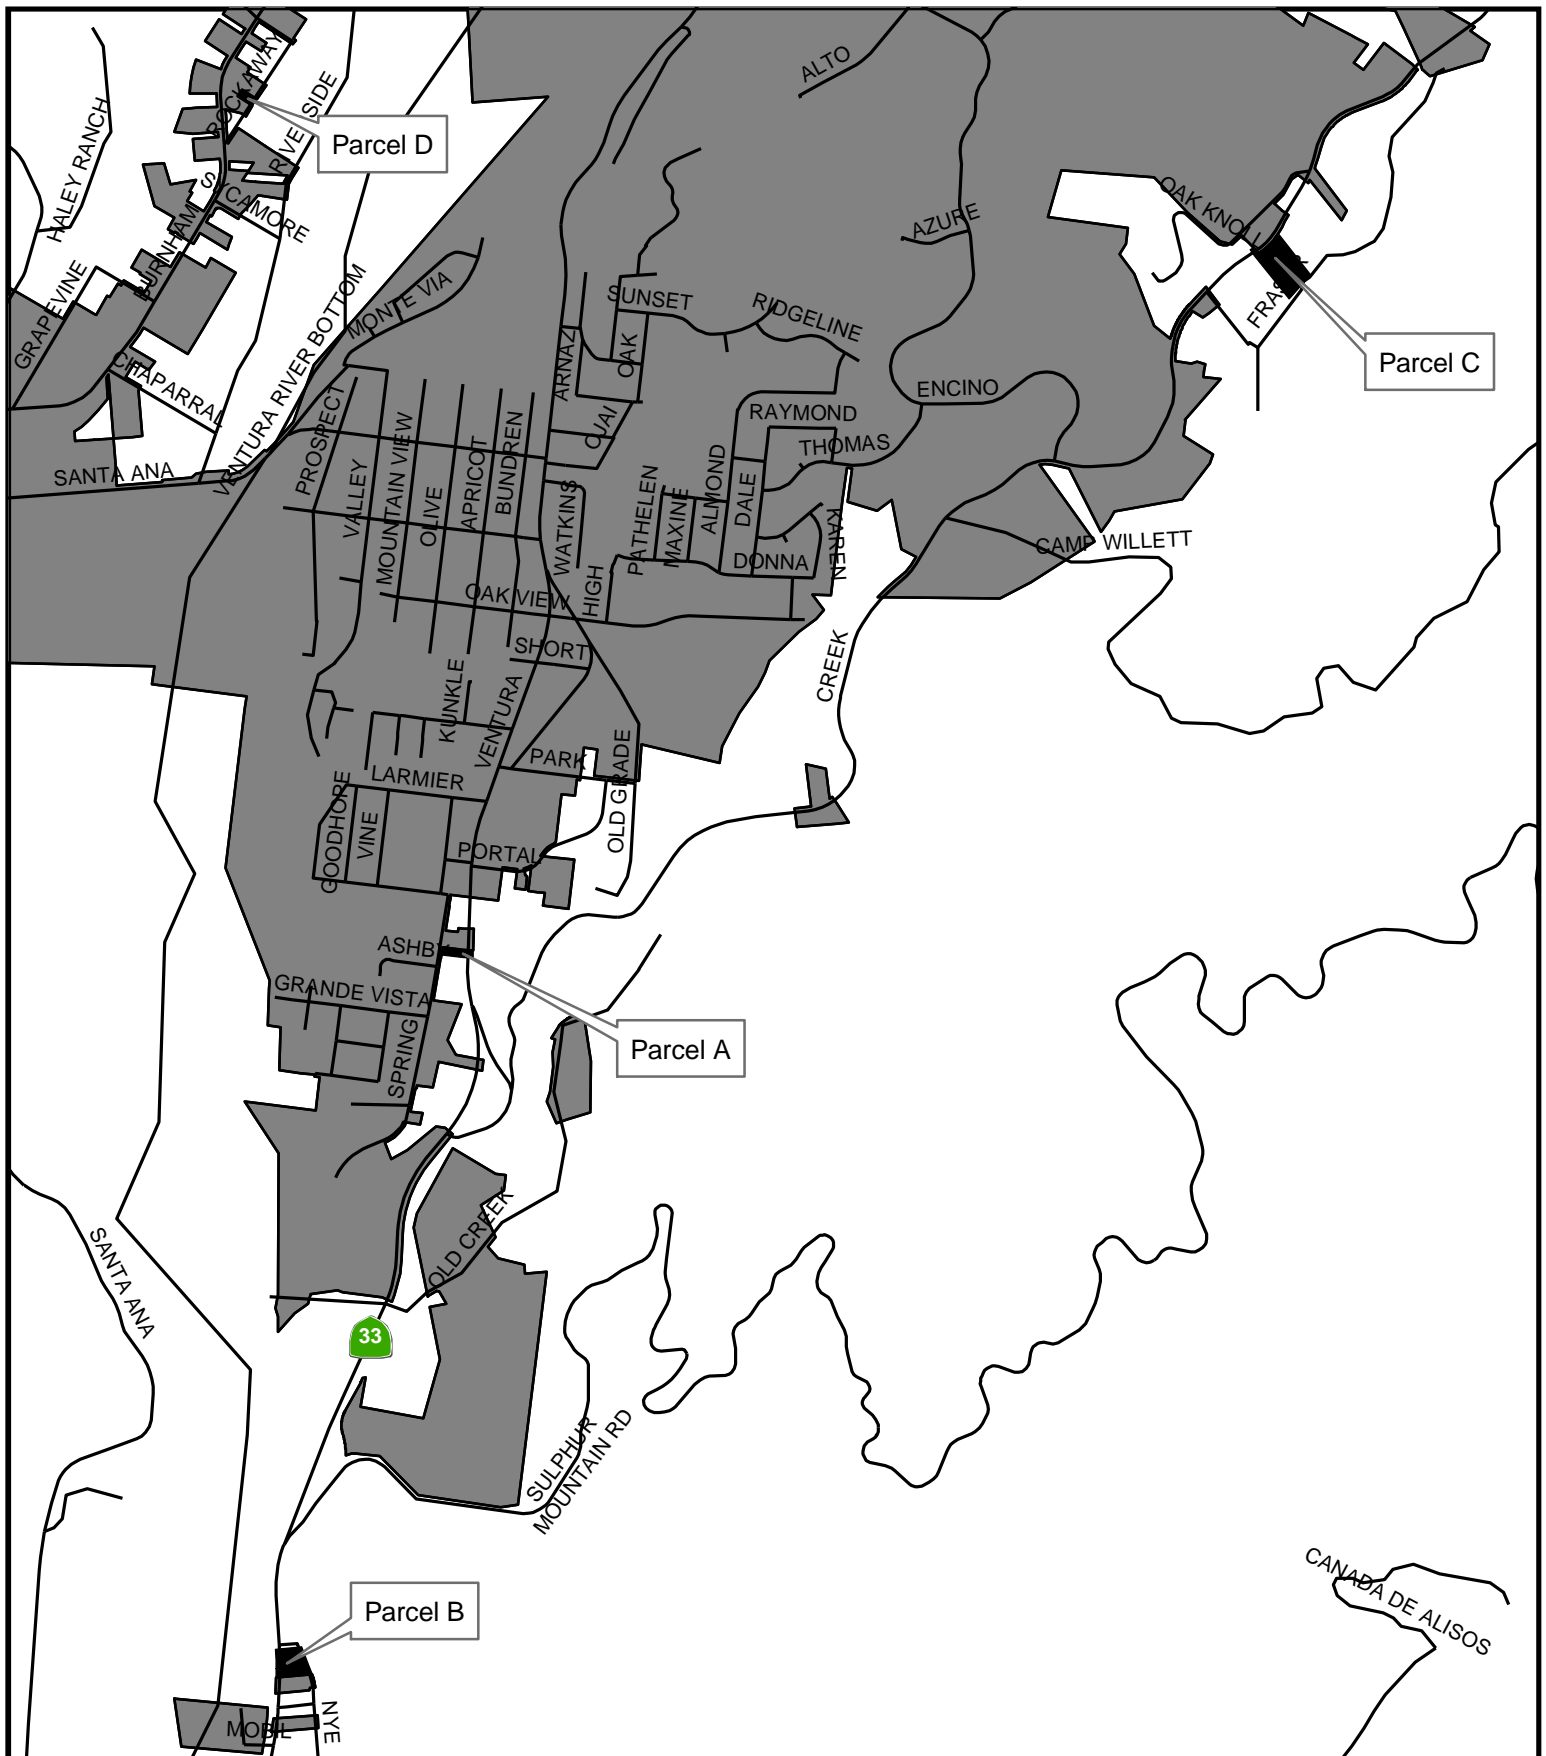 ALTO
ROCKAWAY
RIVERSIDE
HALEY RANCH
Parcel D
SYCAMORE
OAK KNOLL
BURNHAM
AZURE
GRAPEVINE
VENTURA RIVER BOTTOM
MONTE VIA
SUNSET
RIDGELINE
FRASER
Parcel C
CHAPARRAL
ARNAZ
OAK
ENCINO
PROSPECT
OJAI
RAYMOND
THOMAS
SANTA ANA
VALLEY
MOUNTAIN VIEW
OLIVE
APRICOT
BUNDREN
WATKINS
PATHELEN
MAXINE
ALMOND
DALE
KAREN
DONNA
CAMP WILLETT
OAK VIEW
HIGH
SHORT
CREEK
KUNKLE
VENTURA
PARK
OLD GRADE
LARMIER
GOODHOPE
VINE
PORTAL
ASHBY
GRANDE VISTA
SPRING
Parcel A
SANTA ANA
OLD CREEK
33
SULPHUR
MOUNTAIN RD
CANADA DE ALISOS
Parcel B
MOBIL
NYE